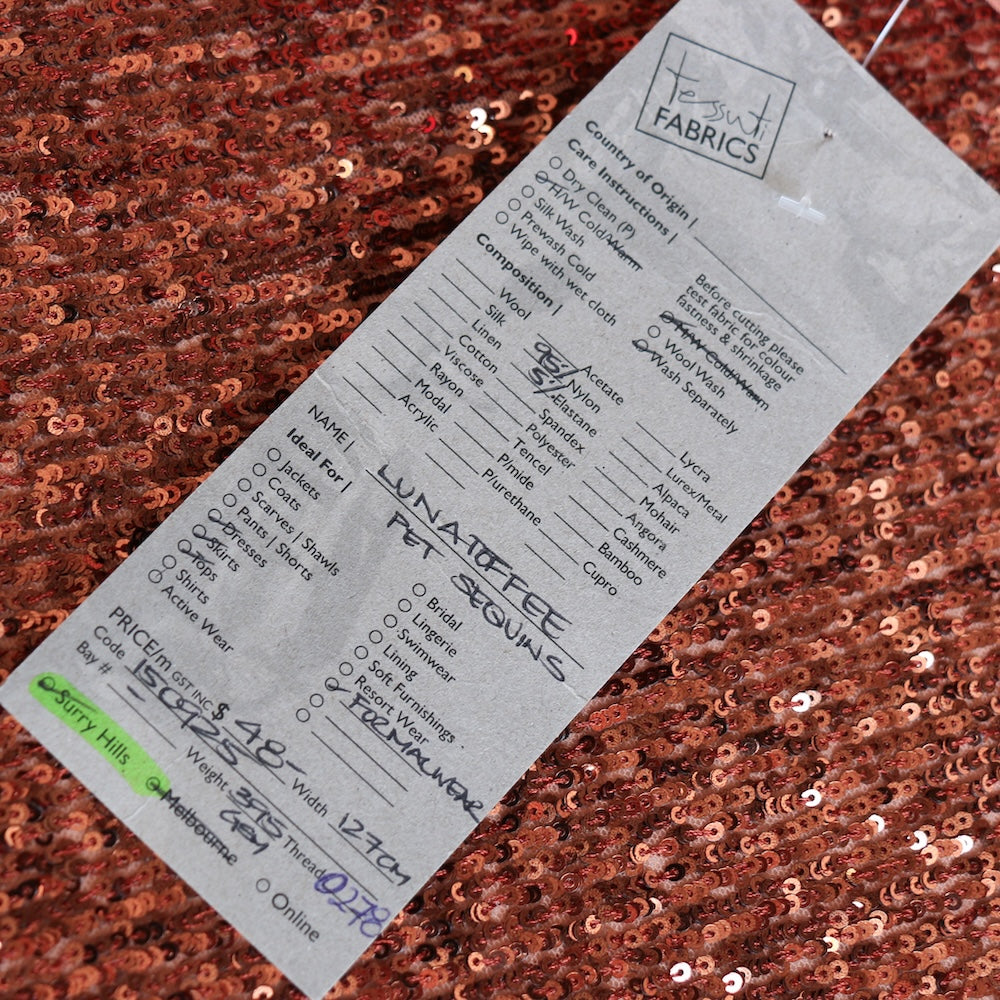 tessuti
FABRICS
Country of Origin |
Care Instructions |
Dry Clean (P)
H/W Cold/Warm
Silk Wash
Prewash Cold
Wipe with wet cloth
Before cutting please
test fabric for colour
fastness & shrinkage
H/W Cold/Warm
Wool Wash
Wash Separately
Composition |
Wool
Silk
Linen
Cotton
Viscose
Rayon
Modal
Acrylic
Acetate
95% Nylon
5% Elastane
Spandex
Polyester
Tencel
P/mide
P/urethane
Lycra
Lurex/Metal
Alpaca
Mohair
Angora
Cashmere
Bamboo
Cupro
NAME | LUNA TOFFEE
PET SEQUINS
Ideal For |
Jackets
Coats
Scarves | Shawls
Pants | Shorts
Dresses
Skirts
Tops
Shirts
Active Wear
Bridal
Lingerie
Swimwear
Lining
Soft Furnishings
Resort Wear
FORMALWEAR
PRICE/m GST INC $ 48- Width 127CM
Code 1509925 Weight 395 GSM Thread 0278
Bay # -
Surry Hills
Melbourne
Online